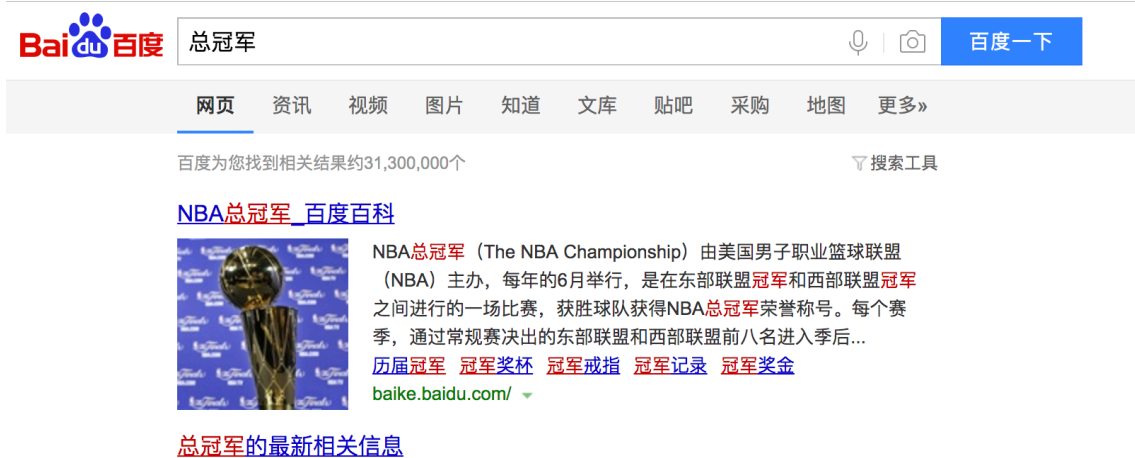 Bai du 百度
总冠军
百度一下
网页 资讯 视频 图片 知道 文库 贴吧 采购 地图 更多»
百度为您找到相关结果约31,300,000个
搜索工具
NBA总冠军_百度百科
NBA总冠军（The NBA Championship）由美国男子职业篮球联盟
（NBA）主办，每年的6月举行，是在东部联盟冠军和西部联盟冠军
之间进行的一场比赛，获胜球队获得NBA总冠军荣誉称号。每个赛
季，通过常规赛决出的东部联盟和西部联盟前八名进入季后...
历届冠军 冠军奖杯 冠军戒指 冠军记录 冠军奖金
baike.baidu.com/
总冠军的最新相关信息